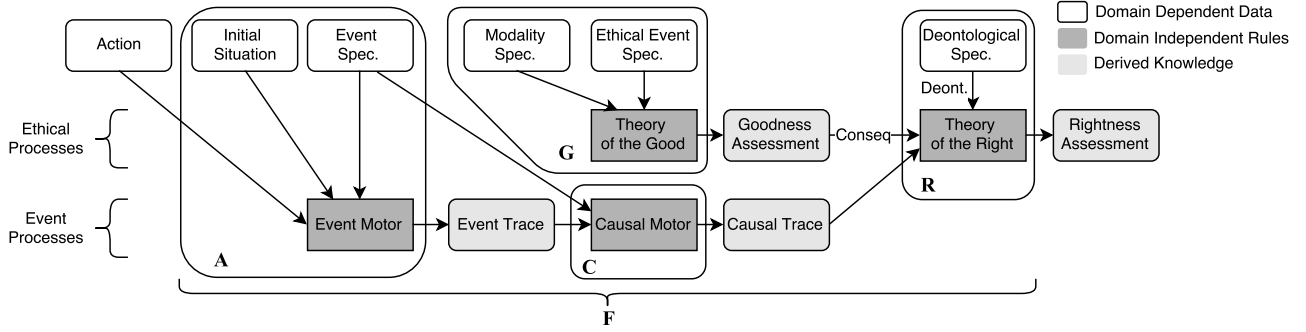 Action
Initial
Situation
Event
Spec.
Modality
Spec.
Ethical Event
Spec.
Deontological
Spec.
Domain Dependent Data
Domain Independent Rules
Derived Knowledge
Deont.
Ethical
Processes
Theory
of the Good
Goodness
Assessment
Conseq
Theory
of the Right
Rightness
Assessment
G
R
Event
Processes
Event Motor
Event Trace
Causal Motor
Causal Trace
A
C
F